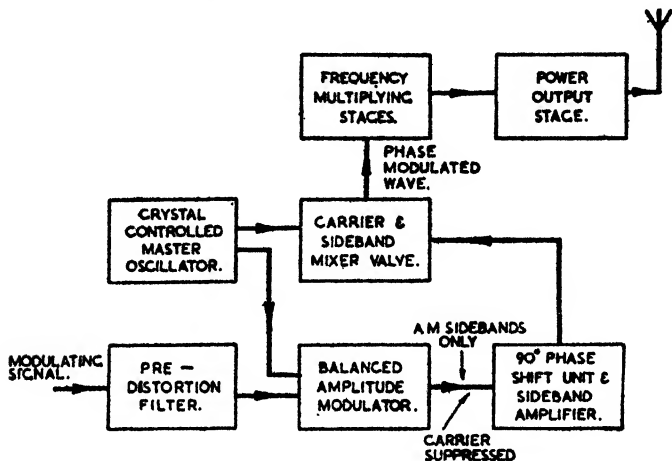 FREQUENCY
MULTIPLYING
STAGES.
POWER
OUTPUT
STAGE.
PHASE
MODULATED
WAVE.
CRYSTAL
CONTROLLED
MASTER
OSCILLATOR.
CARRIER &
SIDEBAND
MIXER VALVE.
MODULATING
SIGNAL.
PRE -
DISTORTION
FILTER.
BALANCED
AMPLITUDE
MODULATOR.
A M SIDEBANDS
ONLY
CARRIER
SUPPRESSED
90° PHASE
SHIFT UNIT &
SIDEBAND
AMPLIFIER.